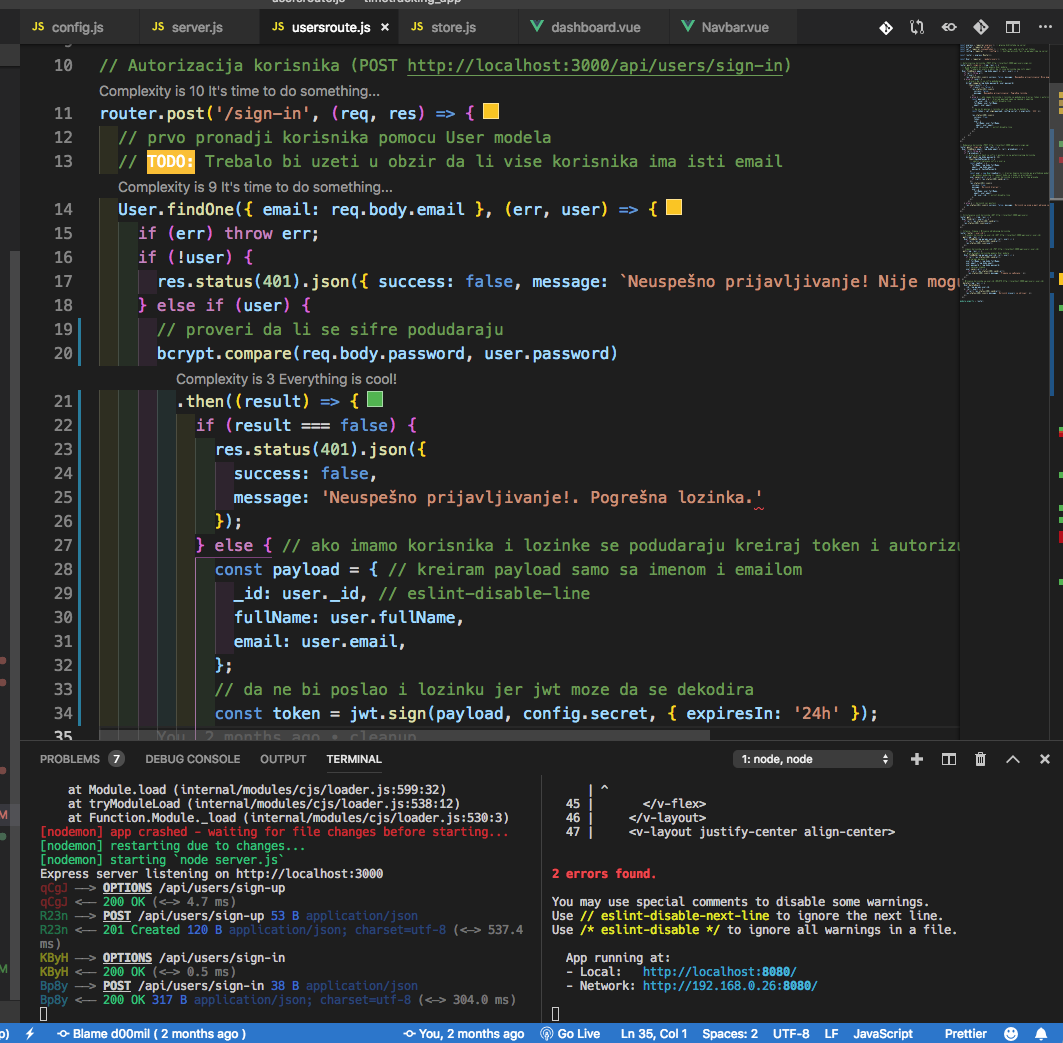 usersroute.js — timetracking_app
JS config.js JS server.js JS usersroute.js × JS store.js dashboard.vue Navbar.vue
10 // Autorizacija korisnika (POST http://localhost:3000/api/users/sign-in)
Complexity is 10 It's time to do something...
11 router.post('/sign-in', (req, res) => {
12 // prvo pronadji korisnika pomocu User modela
13 // TODO: Trebalo bi uzeti u obzir da li vise korisnika ima isti email
Complexity is 9 It's time to do something...
14 User.findOne({ email: req.body.email }, (err, user) => {
15 if (err) throw err;
16 if (!user) {
17 res.status(401).json({ success: false, message: `Neuspešno prijavljivanje! Nije mogu
18 } else if (user) {
19 // proveri da li se sifre podudaraju
20 bcrypt.compare(req.body.password, user.password)
Complexity is 3 Everything is cool!
21 .then((result) => {
22 if (result === false) {
23 res.status(401).json({
24 success: false,
25 message: 'Neuspešno prijavljivanje!. Pogrešna lozinka.'
26 });
27 } else { // ako imamo korisnika i lozinke se podudaraju kreiraj token i autorizu
28 const payload = { // kreiram payload samo sa imenom i emailom
29 _id: user._id, // eslint-disable-line
30 fullName: user.fullName,
31 email: user.email,
32 };
33 // da ne bi poslao i lozinku jer jwt moze da se dekodira
34 const token = jwt.sign(payload, config.secret, { expiresIn: '24h' });
35 You, 2 months ago • cleanup
PROBLEMS 7 DEBUG CONSOLE OUTPUT TERMINAL 1: node, node
at Module.load (internal/modules/cjs/loader.js:599:32)
at tryModuleLoad (internal/modules/cjs/loader.js:538:12)
at Function.Module._load (internal/modules/cjs/loader.js:530:3)
[nodemon] app crashed - waiting for file changes before starting...
[nodemon] restarting due to changes...
[nodemon] starting `node server.js`
Express server listening on http://localhost:3000
qCgJ —–> OPTIONS /api/users/sign-up
qCgJ <—– 200 OK (<–> 4.7 ms)
R23n —–> POST /api/users/sign-up 53 B application/json
R23n <—– 201 Created 120 B application/json; charset=utf-8 (<–> 537.4
ms)
KByH —–> OPTIONS /api/users/sign-in
KByH <—– 200 OK (<–> 0.5 ms)
Bp8y —–> POST /api/users/sign-in 38 B application/json
Bp8y <—– 200 OK 317 B application/json; charset=utf-8 (<–> 304.0 ms)
| ^
45 | </v-flex>
46 | </v-layout>
47 | <v-layout justify-center align-center>
2 errors found.
You may use special comments to disable some warnings.
Use // eslint-disable-next-line to ignore the next line.
Use /* eslint-disable */ to ignore all warnings in a file.
App running at:
- Local: http://localhost:8080/
- Network: http://192.168.0.26:8080/
M
M
p) Blame d00mil ( 2 months ago ) You, 2 months ago Go Live Ln 35, Col 1 Spaces: 2 UTF-8 LF JavaScript Prettier